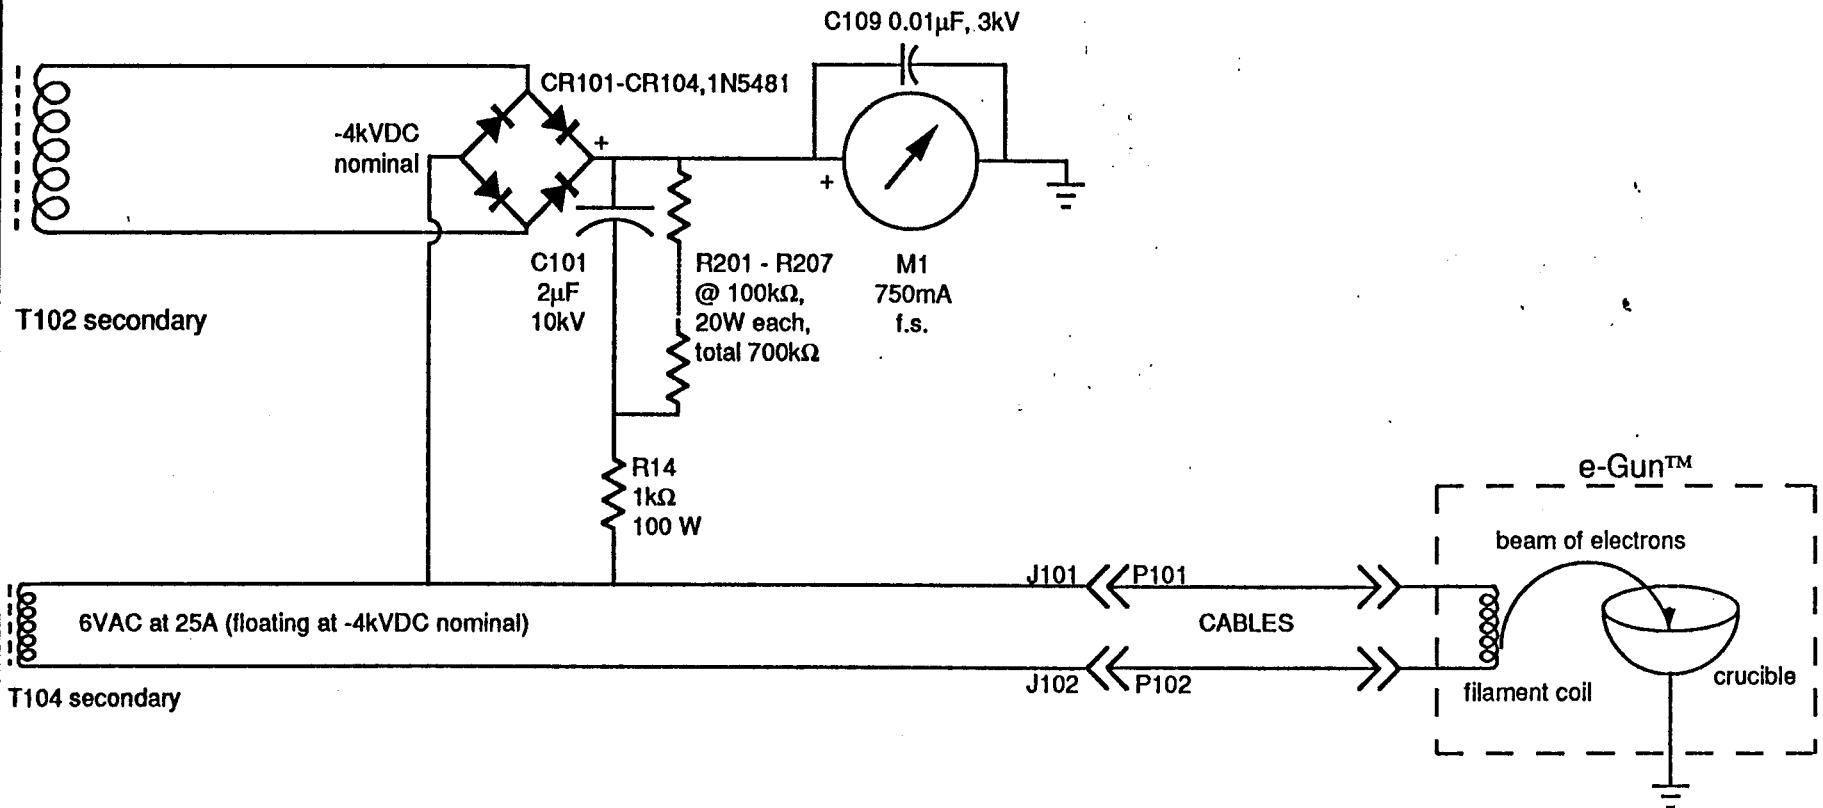 C109 0.01µF, 3kV
CR101-CR104,1N5481
-4kVDC
nominal
+
+
C101
2µF
10kV
R201 - R207
@ 100kΩ,
20W each,
total 700kΩ
M1
750mA
f.s.
T102 secondary
R14
1kΩ
100 W
e-Gun™
beam of electrons
J101
P101
6VAC at 25A (floating at -4kVDC nominal)
CABLES
J102
P102
filament coil
crucible
T104 secondary